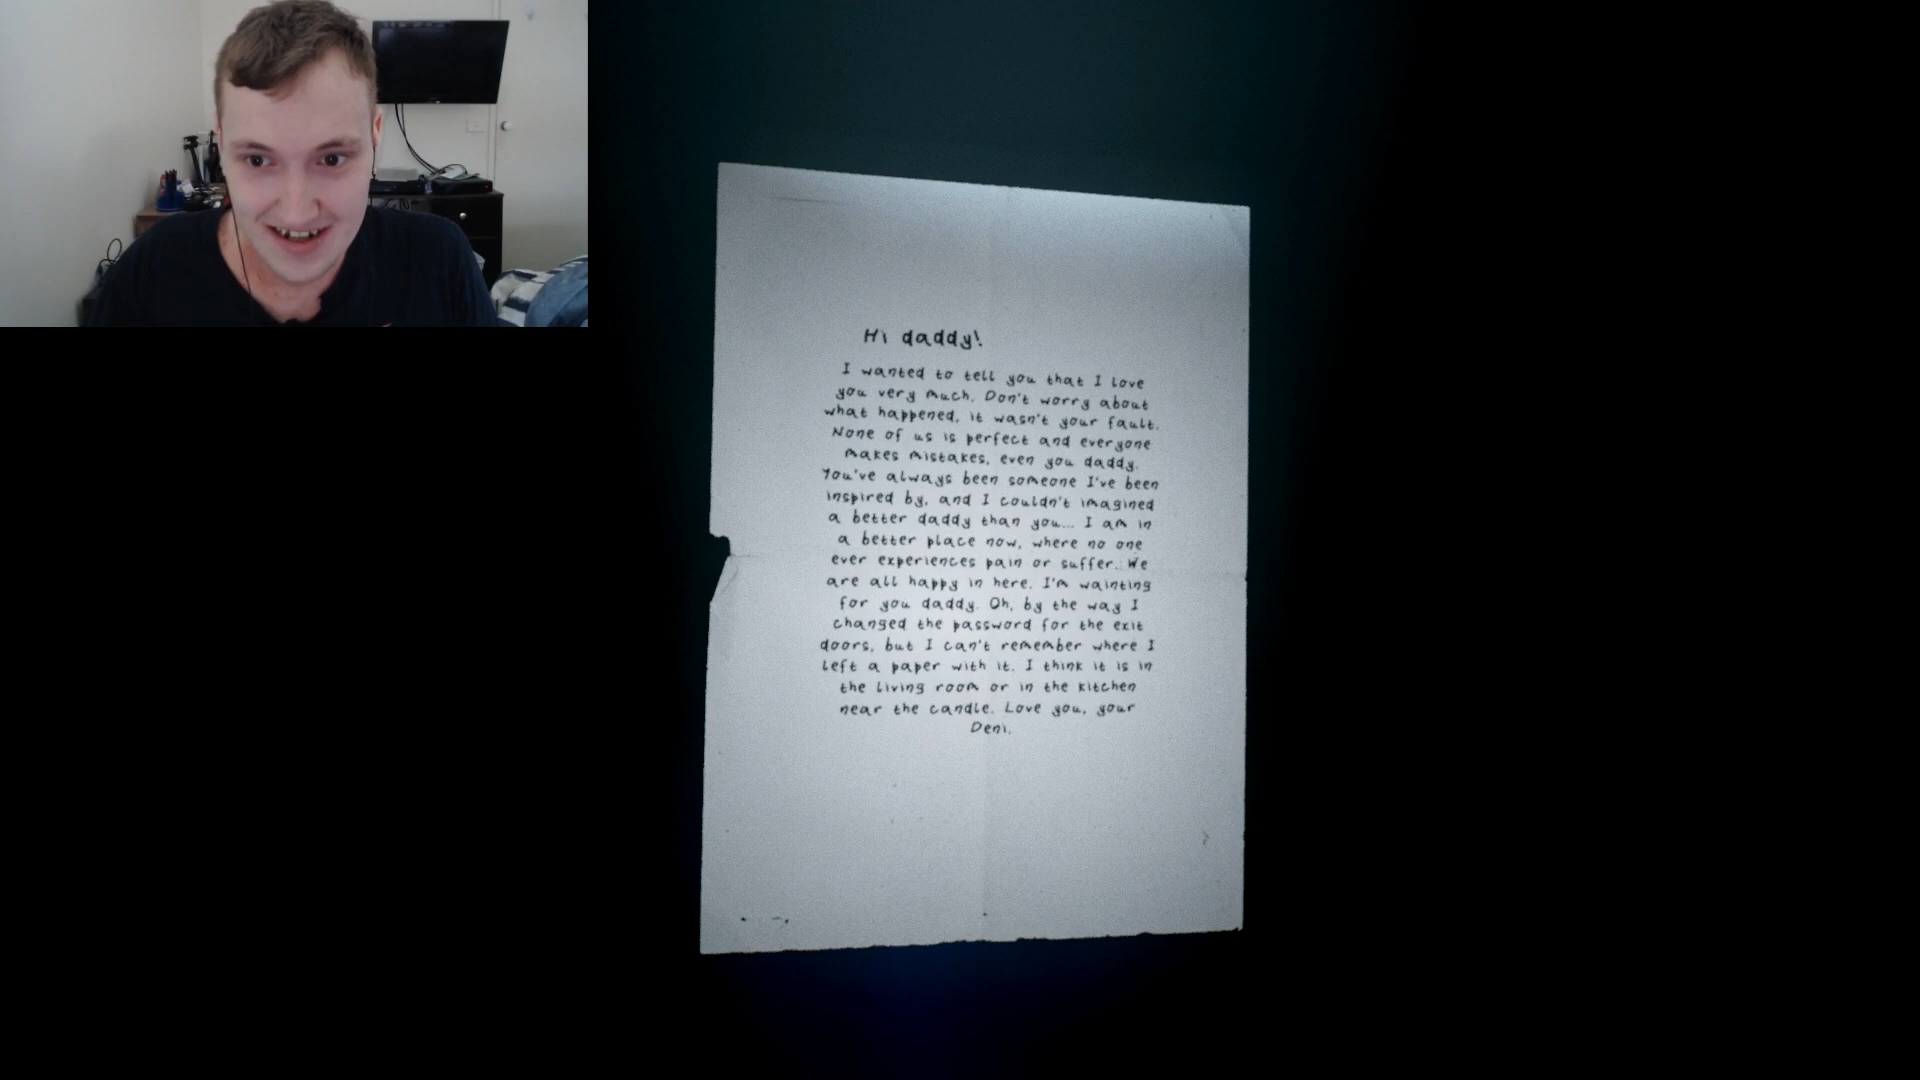 Hi daddy!
I wanted to tell you that I love
you very much. Don't worry about
what happened, it wasn't your fault.
None of us is perfect and everyone
makes mistakes, even you daddy.
You've always been someone I've been
inspired by, and I couldn't imagined
a better daddy than you... I am in
a better place now, where no one
ever experiences pain or suffer. We
are all happy in here. I'm wainting
for you daddy. Oh, by the way I
changed the password for the exit
doors, but I can't remember where I
left a paper with it. I think it is in
the living room or in the kitchen
near the candle. Love you, your
Deni.